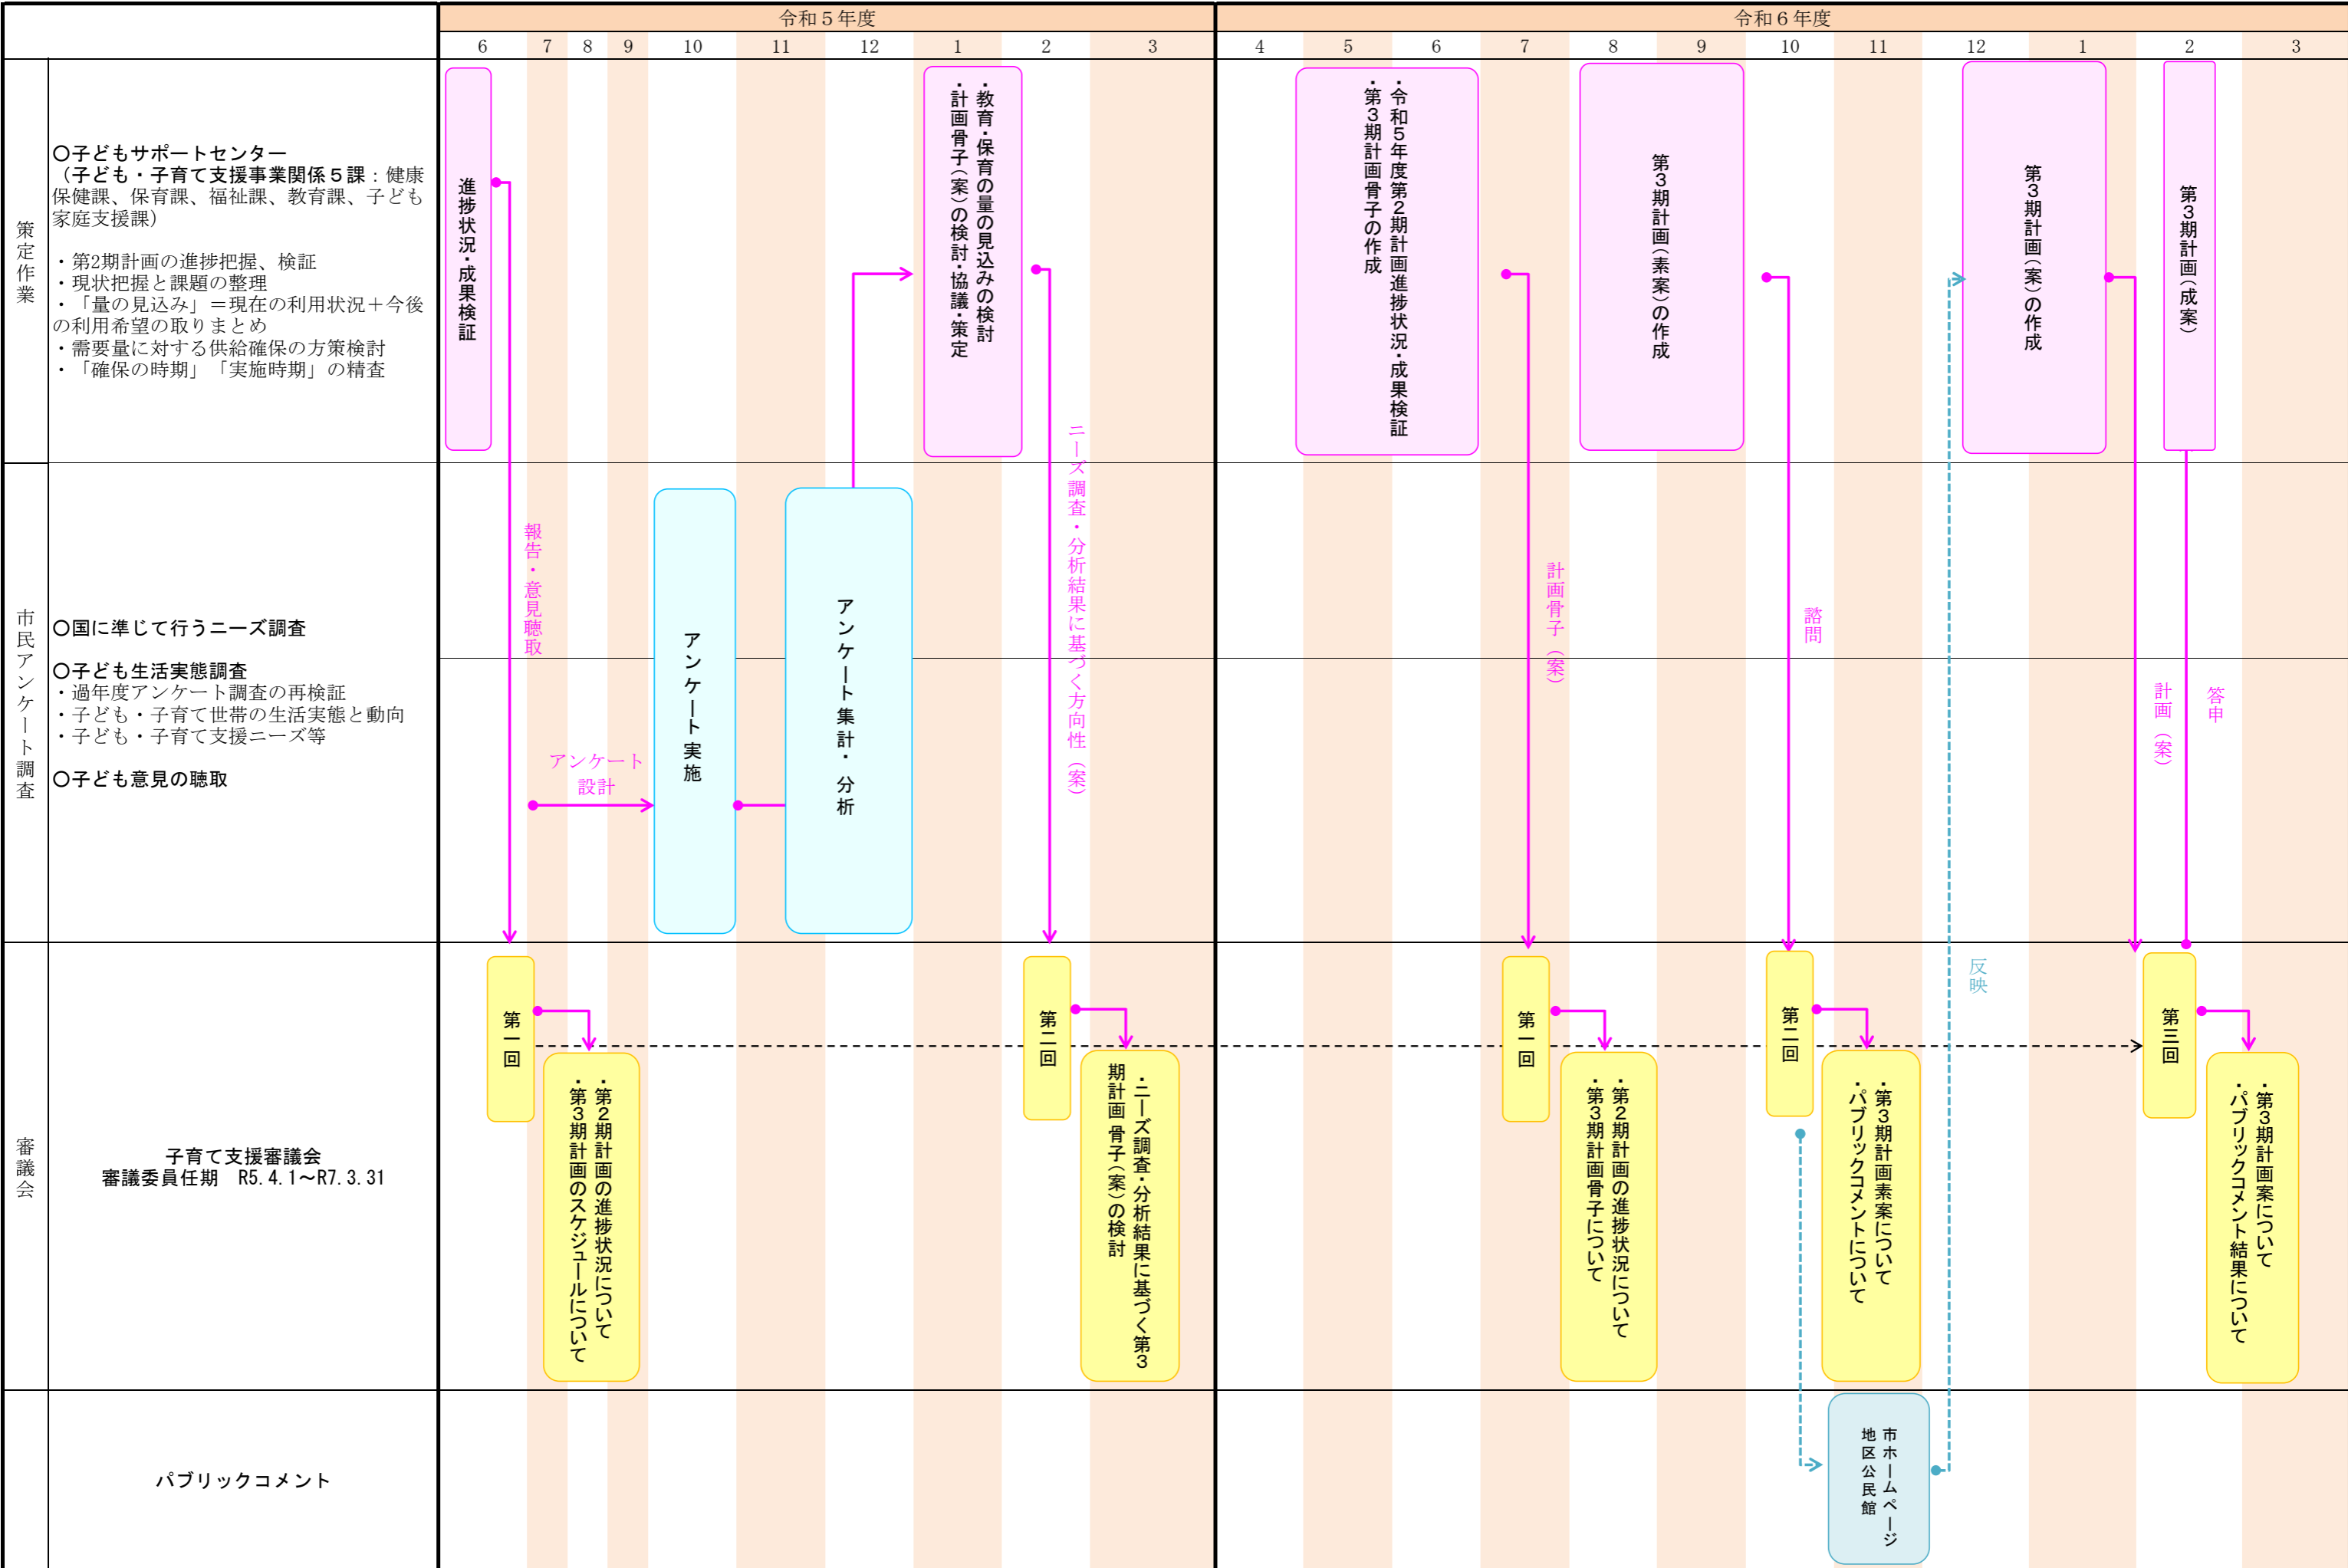 令和５年度
令和６年度
6 7 8 9 10 11 12 1 2 3 4 5 6 7 8 9 10 11 12 1 2 3
策定作業
〇子どもサポートセンター
（子ども・子育て支援事業関係５課：健康
保健課、保育課、福祉課、教育課、子ども
家庭支援課）
・第2期計画の進捗把握、検証
・現状把握と課題の整理
・「量の見込み」＝現在の利用状況＋今後
の利用希望の取りまとめ
・需要量に対する供給確保の方策検討
・「確保の時期」「実施時期」の精査
進捗状況・成果検証
・教育・保育の量の見込みの検討
・計画骨子（案）の検討・協議・策定
・令和５年度第２期計画進捗状況・成果検証
・第３期計画骨子の作成
第３期計画（素案）の作成
第３期計画（案）の作成
第３期計画（成案）
市民アンケート調査
〇国に準じて行うニーズ調査
〇子ども生活実態調査
・過年度アンケート調査の再検証
・子ども・子育て世帯の生活実態と動向
・子ども・子育て支援ニーズ等
〇子ども意見の聴取
報告・意見聴取
アンケート
設計
アンケート実施
アンケート集計・分析
ニーズ調査・分析結果に基づく方向性（案）
計画骨子（案）
諮問
計画（案）
答申
審議会
子育て支援審議会
審議委員任期　R5.4.1～R7.3.31
第一回
・第２期計画の進捗状況について
・第３期計画のスケジュールについて
第二回
・ニーズ調査・分析結果に基づく第３
期計画骨子（案）の検討
第一回
・第２期計画の進捗状況について
・第３期計画骨子について
第二回
・第３期計画素案について
・パブリックコメントについて
反映
第三回
・第３期計画案について
・パブリックコメント結果について
パブリックコメント
市ホームページ
地区公民館